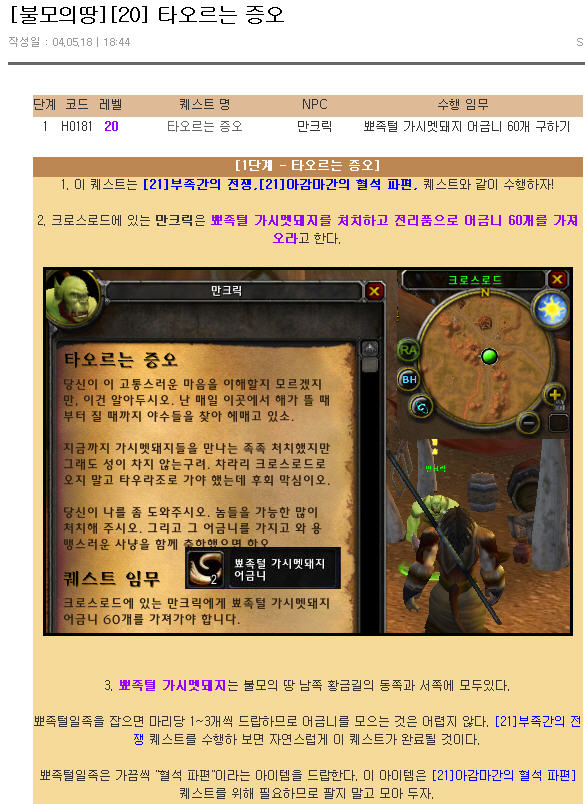 [불모의땅][20] 타오르는 증오
작성일 : 04.05.18 | 18:44
S
단계 코드 레벨 퀘스트 명 NPC 수행 임무
1 H0181 20 타오르는 증오 만크릭 뾰족털 가시멧돼지 어금니 60개 구하기
[1단계 - 타오르는 증오]
1. 이 퀘스트는 [21]부족간의 전쟁,[21]아감마간의 혈석 파편, 퀘스트와 같이 수행하자!
2. 크로스로드에 있는 만크릭은 뾰족털 가시멧돼지를 처치하고 전리품으로 어금니 60개를 가져
오라고 한다.
만크릭
크로스로드
N
RA
BH
만크릭
타오르는 증오
당신이 이 고통스러운 마음을 이해할지 모르겠지
만, 이건 알아두시오. 난 매일 이곳에서 해가 뜰 때
부터 질 때까지 야수들을 찾아 헤매고 있소.
지금까지 가시멧돼지들을 만나는 족족 처치했지만
그래도 성이 차지 않는구려. 차라리 크로스로드로
오지 말고 타우라조로 가야 했는데 후회 막심이오.
당신이 나를 좀 도와주시오. 놈들을 가능한 많이
처치해 주시오. 그리고 그 어금니를 가지고 와 용
맹스러운 사냥을 함께 축하했으면 하오.
뾰족털 가시멧돼지
어금니
2
퀘스트 임무
크로스로드에 있는 만크릭에게 뾰족털 가시멧돼지
어금니 60개를 가져가야 합니다.
3. 뾰족털 가시멧돼지는 불모의 땅 남쪽 황금길의 동쪽과 서쪽에 모두있다.
뾰족털일족을 잡으면 마리당 1~3개씩 드랍하므로 어금니를 모으는 것은 어렵지 않다. [21]부족간의 전
쟁 퀘스트를 수행하 보면 자연스럽게 이 퀘스트가 완료될 것이다.
뾰족털일족은 가끔씩 "혈석 파편"이라는 아이템을 드랍한다. 이 아이템은 [21]아감마간의 혈석 파편]
퀘스트를 위해 필요하므로 팔지 말고 모아 두자.